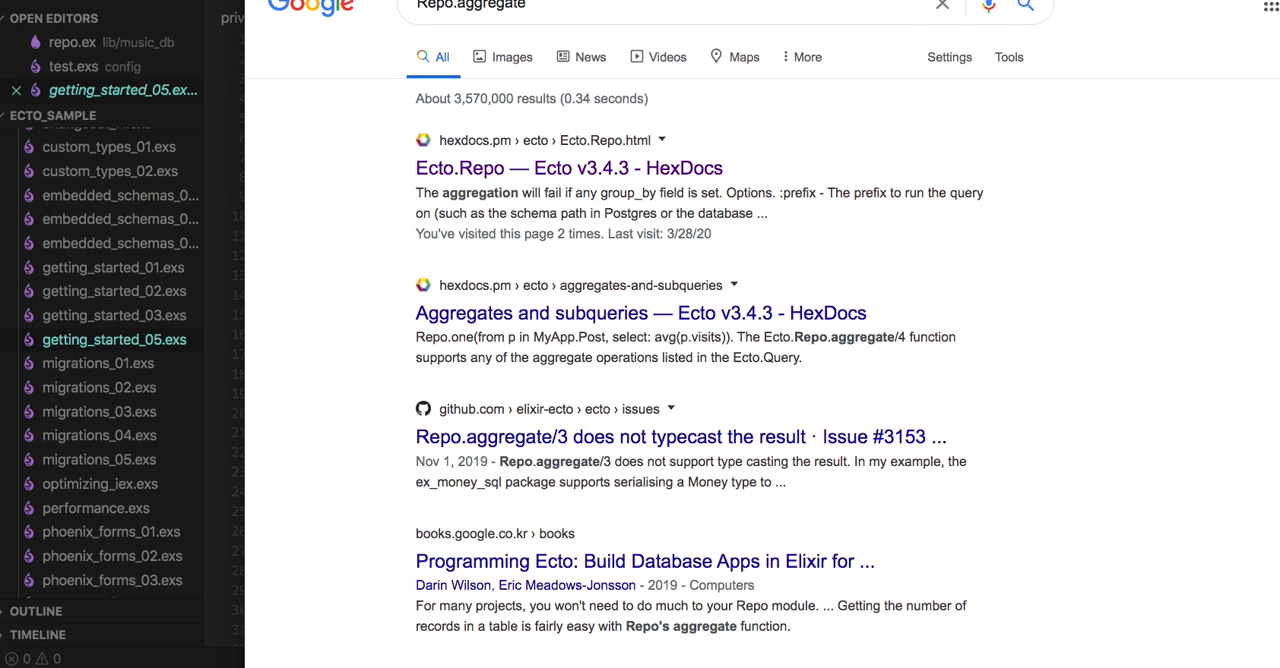 OPEN EDITORS
repo.ex lib/music_db
test.exs config
getting_started_05.ex...
ECTO_SAMPLE
custom_types_01.exs
custom_types_02.exs
embedded_schemas_0...
embedded_schemas_0...
embedded_schemas_0...
getting_started_01.exs
getting_started_02.exs
getting_started_03.exs
getting_started_05.exs
migrations_01.exs
migrations_02.exs
migrations_03.exs
migrations_04.exs
migrations_05.exs
optimizing_iex.exs
performance.exs
phoenix_forms_01.exs
phoenix_forms_02.exs
phoenix_forms_03.exs
OUTLINE
TIMELINE
0 0
priv
Google
Repo.aggregate
All Images News Videos Maps More Settings Tools
About 3,570,000 results (0.34 seconds)
hexdocs.pm › ecto › Ecto.Repo.html
Ecto.Repo — Ecto v3.4.3 - HexDocs
The aggregation will fail if any group_by field is set. Options. :prefix - The prefix to run the query
on (such as the schema path in Postgres or the database ...
You've visited this page 2 times. Last visit: 3/28/20
hexdocs.pm › ecto › aggregates-and-subqueries
Aggregates and subqueries — Ecto v3.4.3 - HexDocs
Repo.one(from p in MyApp.Post, select: avg(p.visits)). The Ecto.Repo.aggregate/4 function
supports any of the aggregate operations listed in the Ecto.Query.
github.com › elixir-ecto › ecto › issues
Repo.aggregate/3 does not typecast the result · Issue #3153 ...
Nov 1, 2019 - Repo.aggregate/3 does not support type casting the result. In my example, the
ex_money_sql package supports serialising a Money type to ...
books.google.co.kr › books
Programming Ecto: Build Database Apps in Elixir for ...
Darin Wilson, Eric Meadows-Jonsson - 2019 - Computers
For many projects, you won't need to do much to your Repo module. ... Getting the number of
records in a table is fairly easy with Repo's aggregate function.